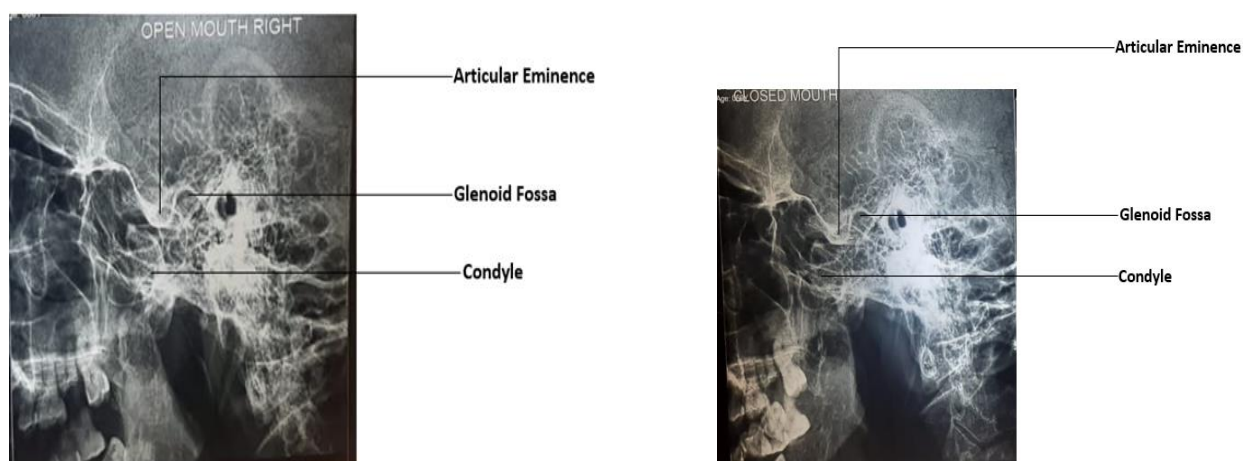 OPEN MOUTH RIGHT
Articular Eminence
Glenoid Fossa
Condyle
CLOSED MOUTH
Articular Eminence
Glenoid Fossa
Condyle